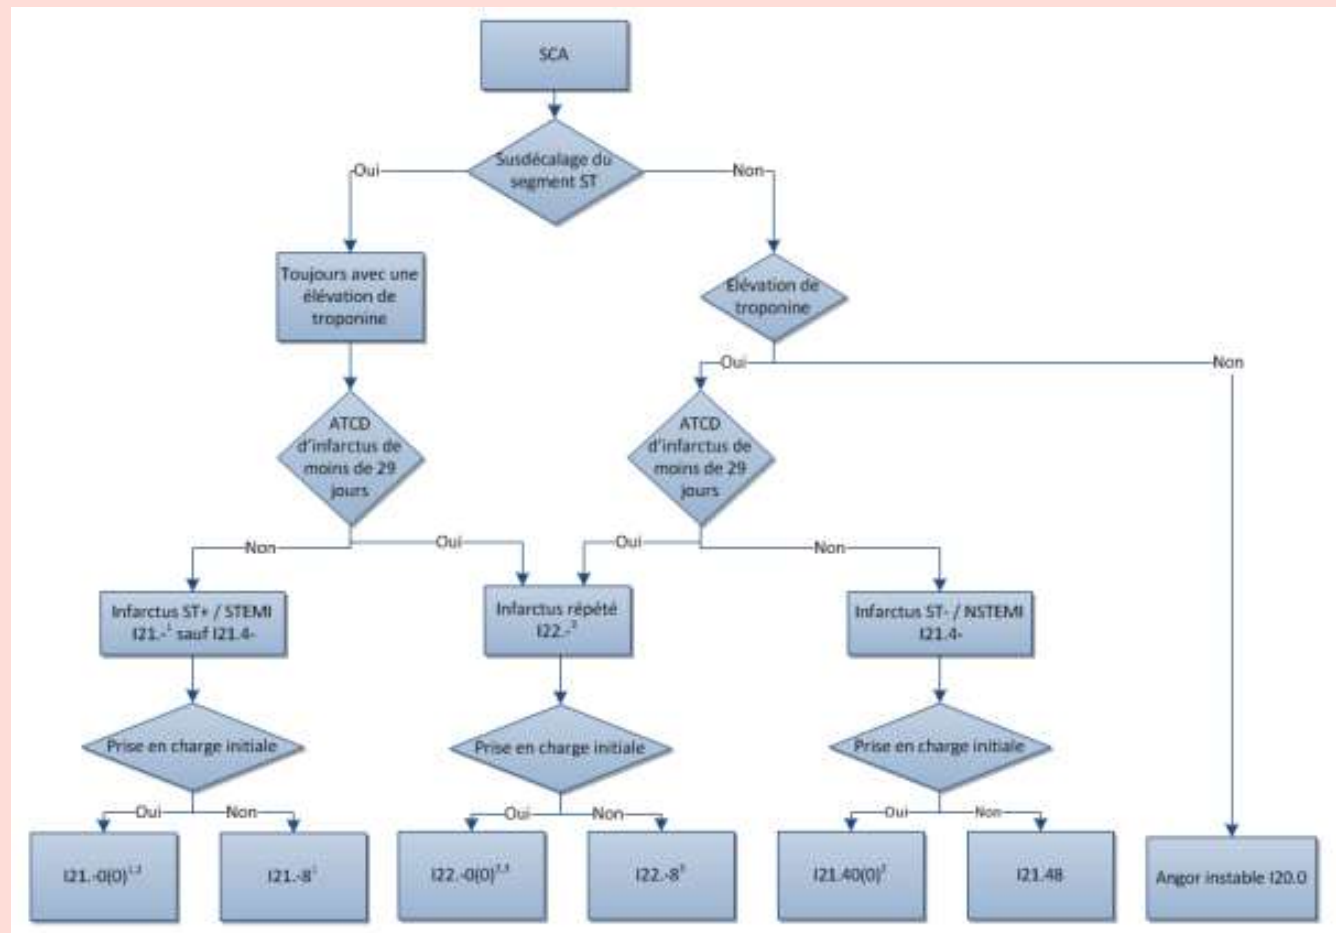 SCA
Susdécalage du
segment ST
Oui
Non
Toujours avec une
élévation de
troponine
Elévation de
troponine
Oui
Non
ATCD
d'infarctus de
moins de 29
jours
ATCD
d'infarctus de
moins de 29
jours
Non
Oui
Oui
Non
Infarctus ST+ / STEMI
I21.-¹ sauf I21.4-
Infarctus répété
I22.-³
Infarctus ST- / NSTEMI
I21.4-
Prise en charge initiale
Prise en charge initiale
Prise en charge initiale
Oui
Non
Oui
Non
Oui
Non
I21.-0(0)¹,²
I21.-8¹
I22.-0(0)²,³
I22.-8³
I21.40(0)²
I21.48
Angor instable I20.0